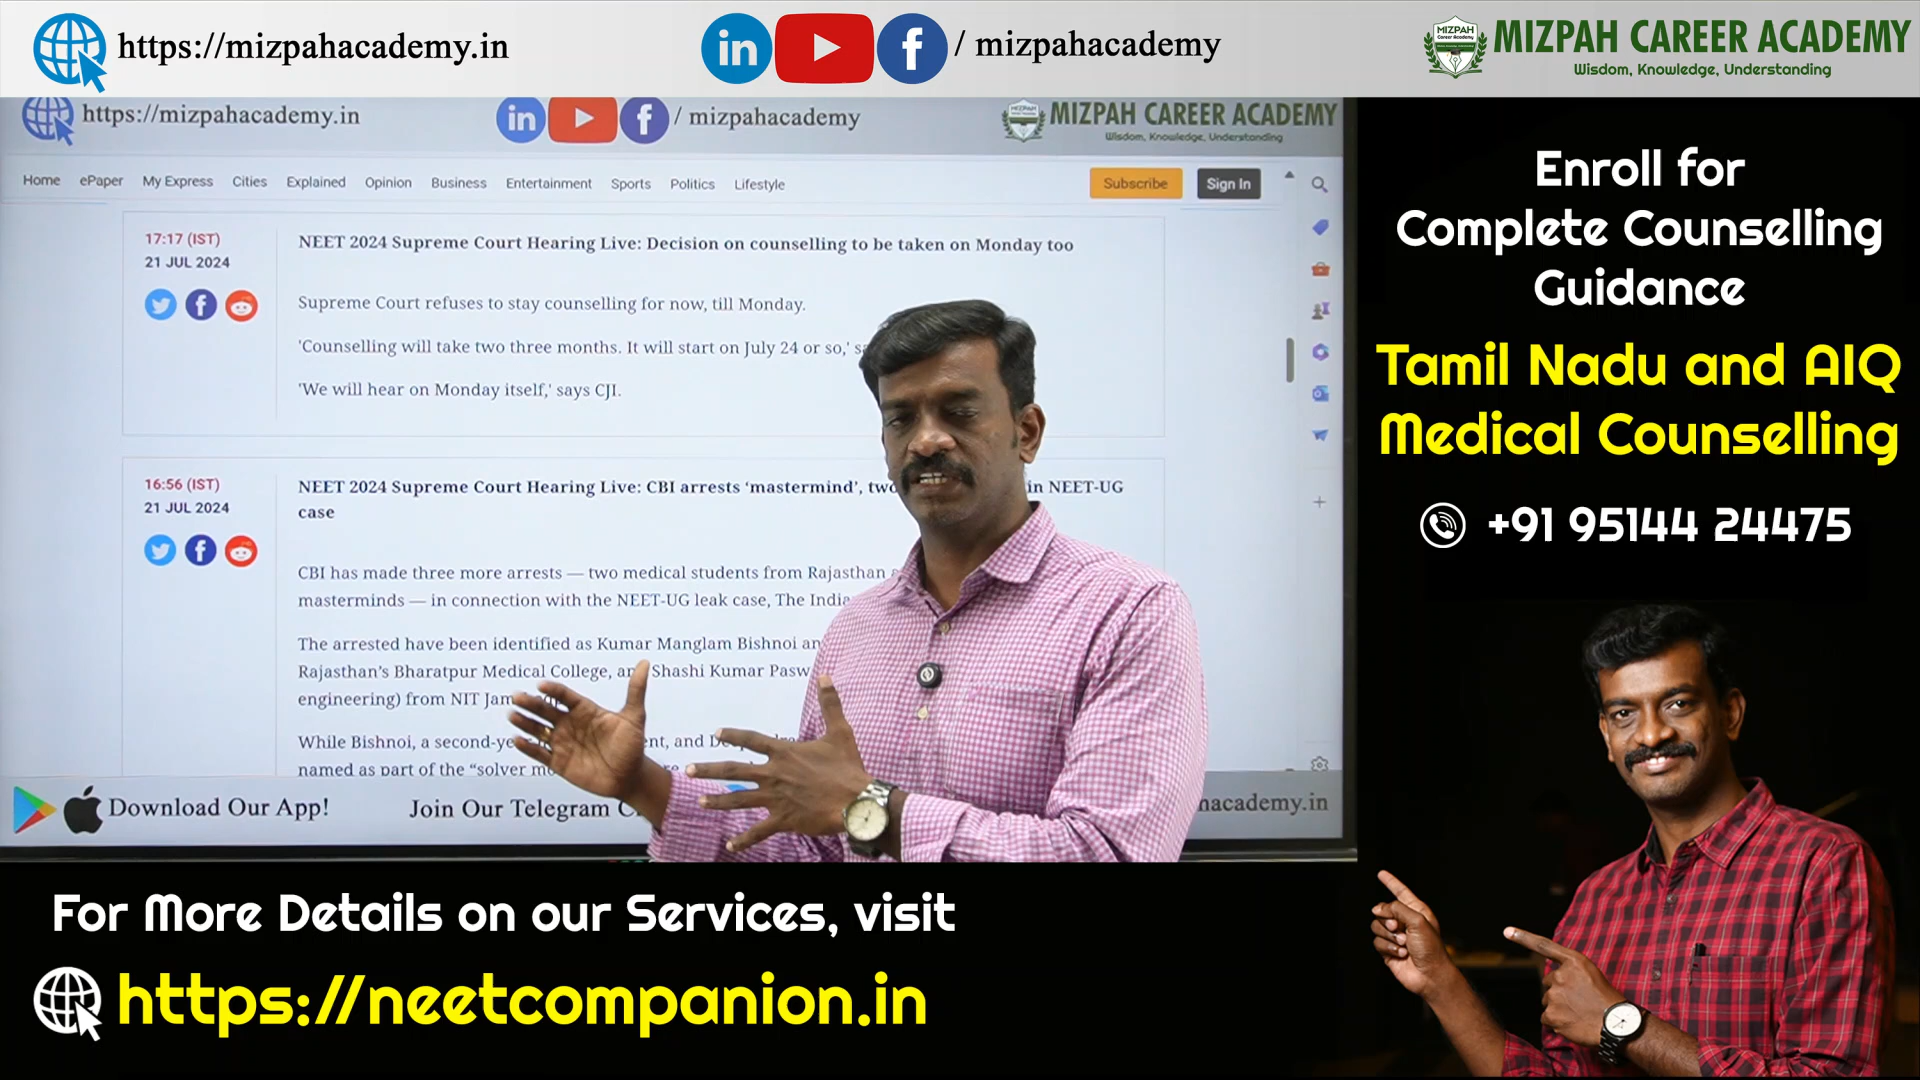 https://mizpahacademy.in
/ mizpahacademy
MIZPAH CAREER ACADEMY
Wisdom, Knowledge, Understanding
https://mizpahacademy.in
/ mizpahacademy
MIZPAH CAREER ACADEMY
Wisdom, Knowledge, Understanding
Home ePaper My Express Cities Explained Opinion Business Entertainment Sports Politics Lifestyle Subscribe Sign In
17:17 (IST)
21 JUL 2024
NEET 2024 Supreme Court Hearing Live: Decision on counselling to be taken on Monday too
Supreme Court refuses to stay counselling for now, till Monday.
'Counselling will take two three months. It will start on July 24 or so,'
'We will hear on Monday itself,' says CJI.
16:56 (IST)
21 JUL 2024
NEET 2024 Supreme Court Hearing Live: CBI arrests ‘mastermind’, two in NEET-UG
case
CBI has made three more arrests — two medical students from Rajasthan
masterminds — in connection with the NEET-UG leak case, The
The arrested have been identified as Kumar Manglam Bishnoi
Rajasthan's Bharatpur Medical College, Shashi Kumar
engineering) from NIT
While Bishnoi, a and
named as part of the “solver
Download Our App!
Join Our Telegram
Enroll for
Complete Counselling
Guidance
Tamil Nadu and AIQ
Medical Counselling
+91 95144 24475
For More Details on our Services, visit
https://neetcompanion.in